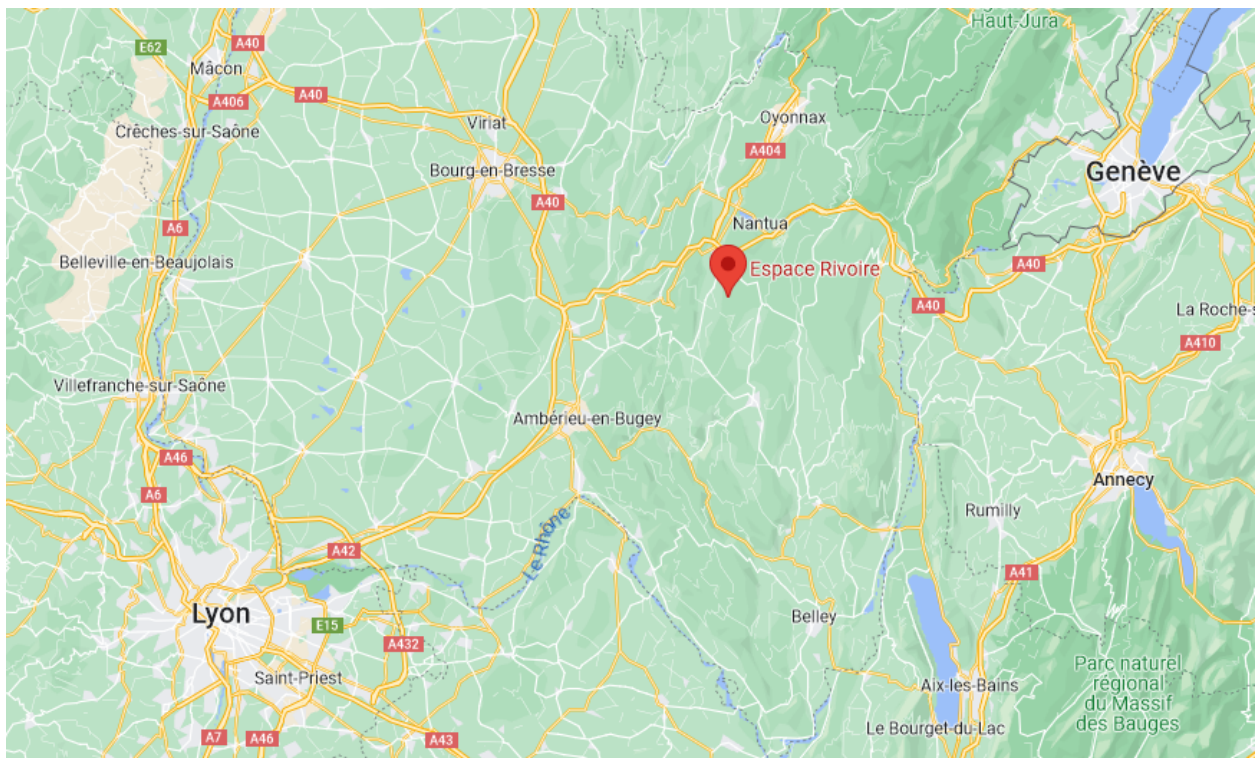 Haut-Jura
E62
A40
Mâcon
A406
A40
Crêches-sur-Saône
Viriat
Oyonnax
A404
Bourg-en-Bresse
Genève
A40
A6
Nantua
Belleville-en-Beaujolais
Espace Rivoire
A40
A40
La Roche-s
A410
Villefranche-sur-Saône
Ambérieu-en-Bugey
A46
A6
Annecy
Rumilly
Le Rhône
A42
A41
Lyon
E15
Belley
A432
Saint-Priest
Parc naturel
régional
du Massif
des Bauges
Aix-les-Bains
Le Bourget-du-Lac
A7
A46
A43